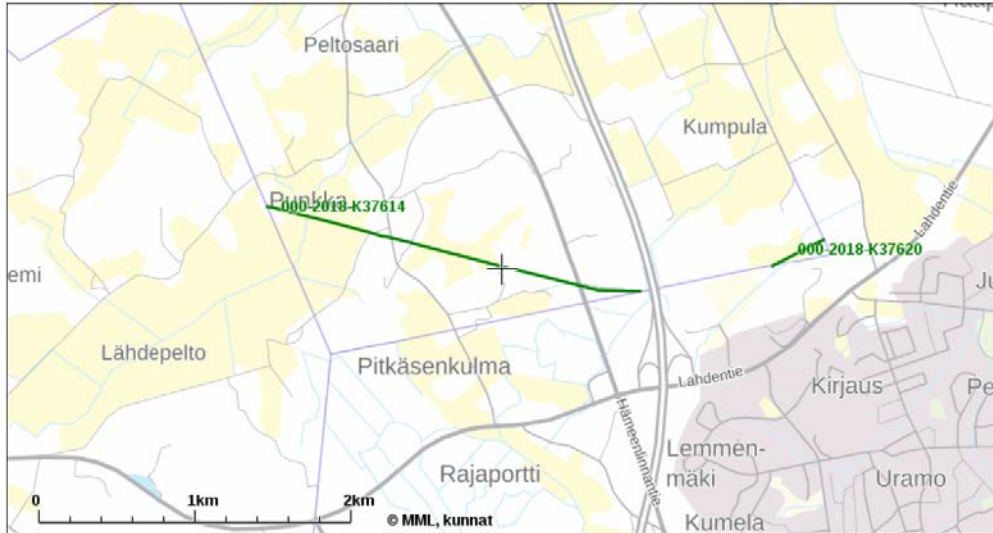 Peltosaari
Kumpula
Punkka
000-2018-K37614
000-2018-K37620
Lahdentie
emi
Lähdepelto
Pitkäsenkulma
Lahdentie
Kirjaus
Ju
Pe
Hämeenlinnantie
Lemmen-
mäki
Rajaportti
Uramo
Kumela
0 1km 2km
© MML, kunnat